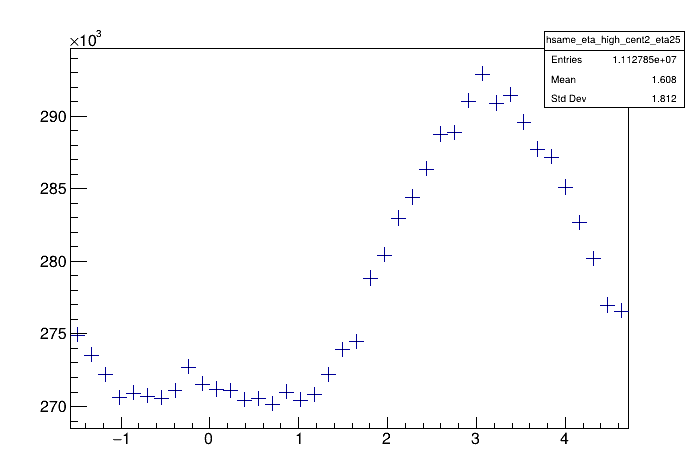 ×10³
hsame_eta_high_cent2_eta25
Entries 1.112785e+07
Mean 1.608
Std Dev 1.812
290
285
280
275
270
−1 0 1 2 3 4